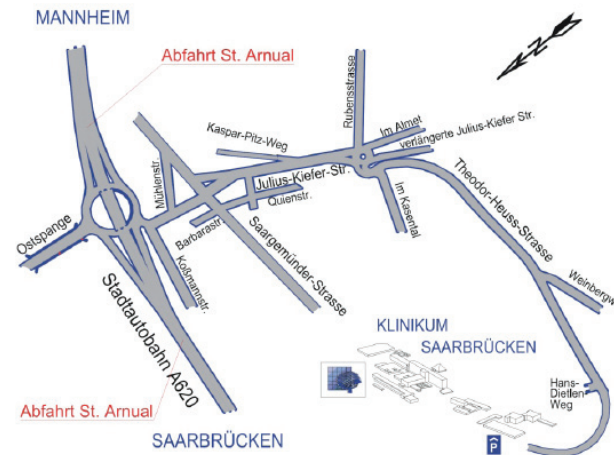 MANNHEIM
Abfahrt St. Arnual
N
Rubensstrasse
Im Almet
verlängerte Julius-Kiefer Str.
Kaspar-Pitz-Weg
Mühlenstr.
Julius-Kiefer-Str.
Quienstr.
Barbarastr.
Im Kasental
Theodor-Heuss-Strasse
Ostspange
Koßmannstr.
Saargemünder-Strasse
Stadtautobahn A620
Weinbergw
KLINIKUM
SAARBRÜCKEN
Hans-
Dietlen
Weg
Abfahrt St. Arnual
SAARBRÜCKEN
P